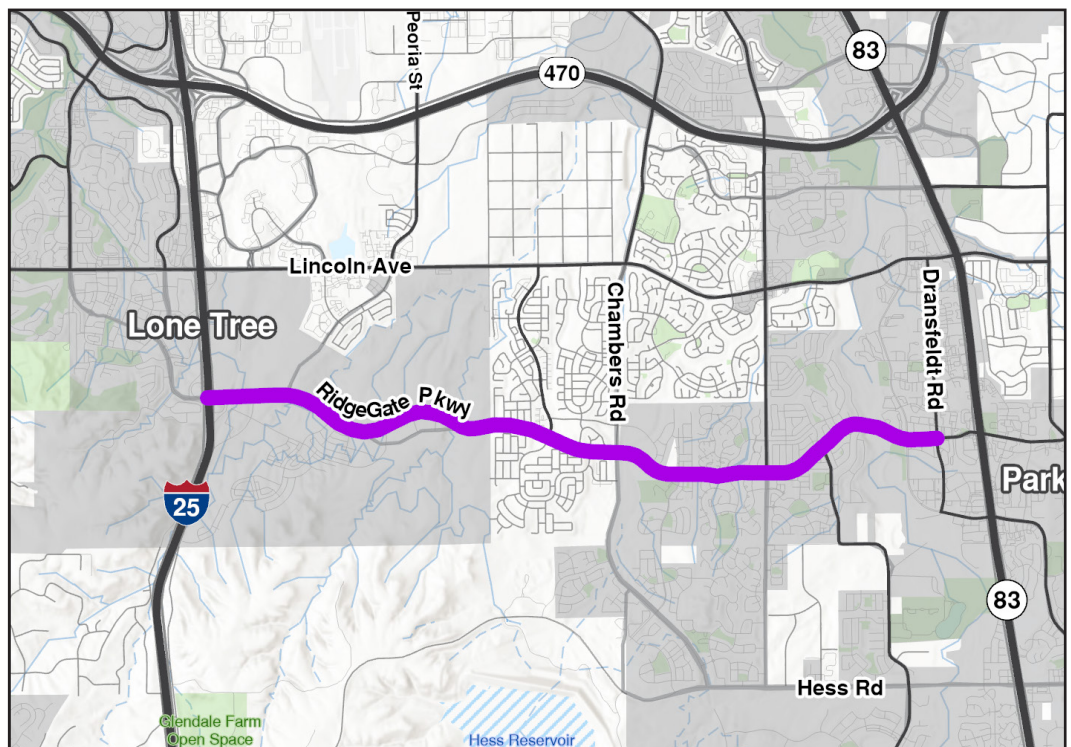 Peoria St
83
470
Lincoln Ave
Lone Tree
Chambers Rd
Dransfeldt Rd
RidgeGate Pkwy
25
Park
83
Hess Rd
Glendale Farm
Open Space
Hess Reservoir